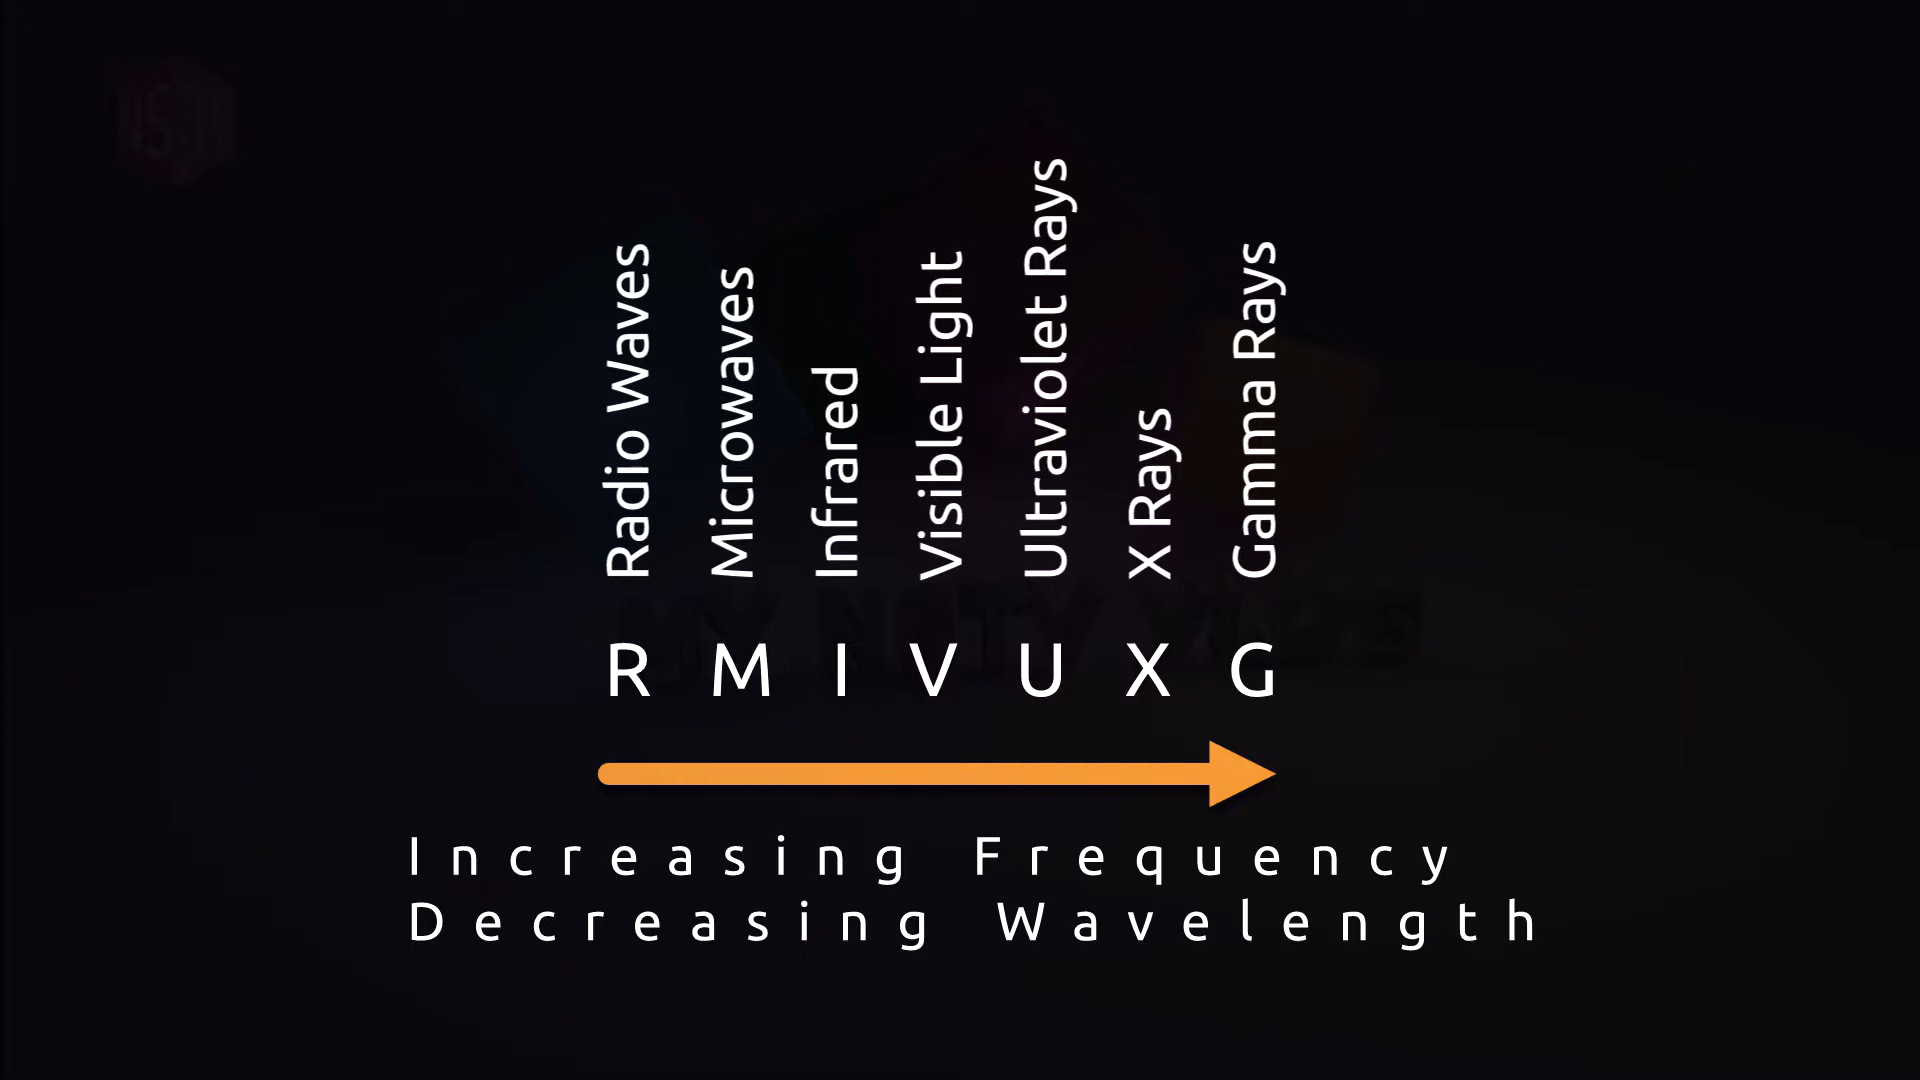 Radio Waves
Microwaves
Infrared
Visible Light
Ultraviolet Rays
X Rays
Gamma Rays
R M I V U X G
Increasing Frequency
Decreasing Wavelength